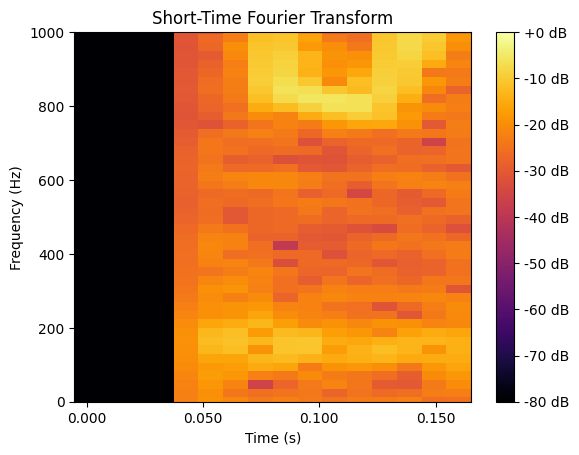 Short-Time Fourier Transform
1000
800
600
400
200
0
Frequency (Hz)
0.000
0.050
0.100
0.150
Time (s)
+0 dB
-10 dB
-20 dB
-30 dB
-40 dB
-50 dB
-60 dB
-70 dB
-80 dB